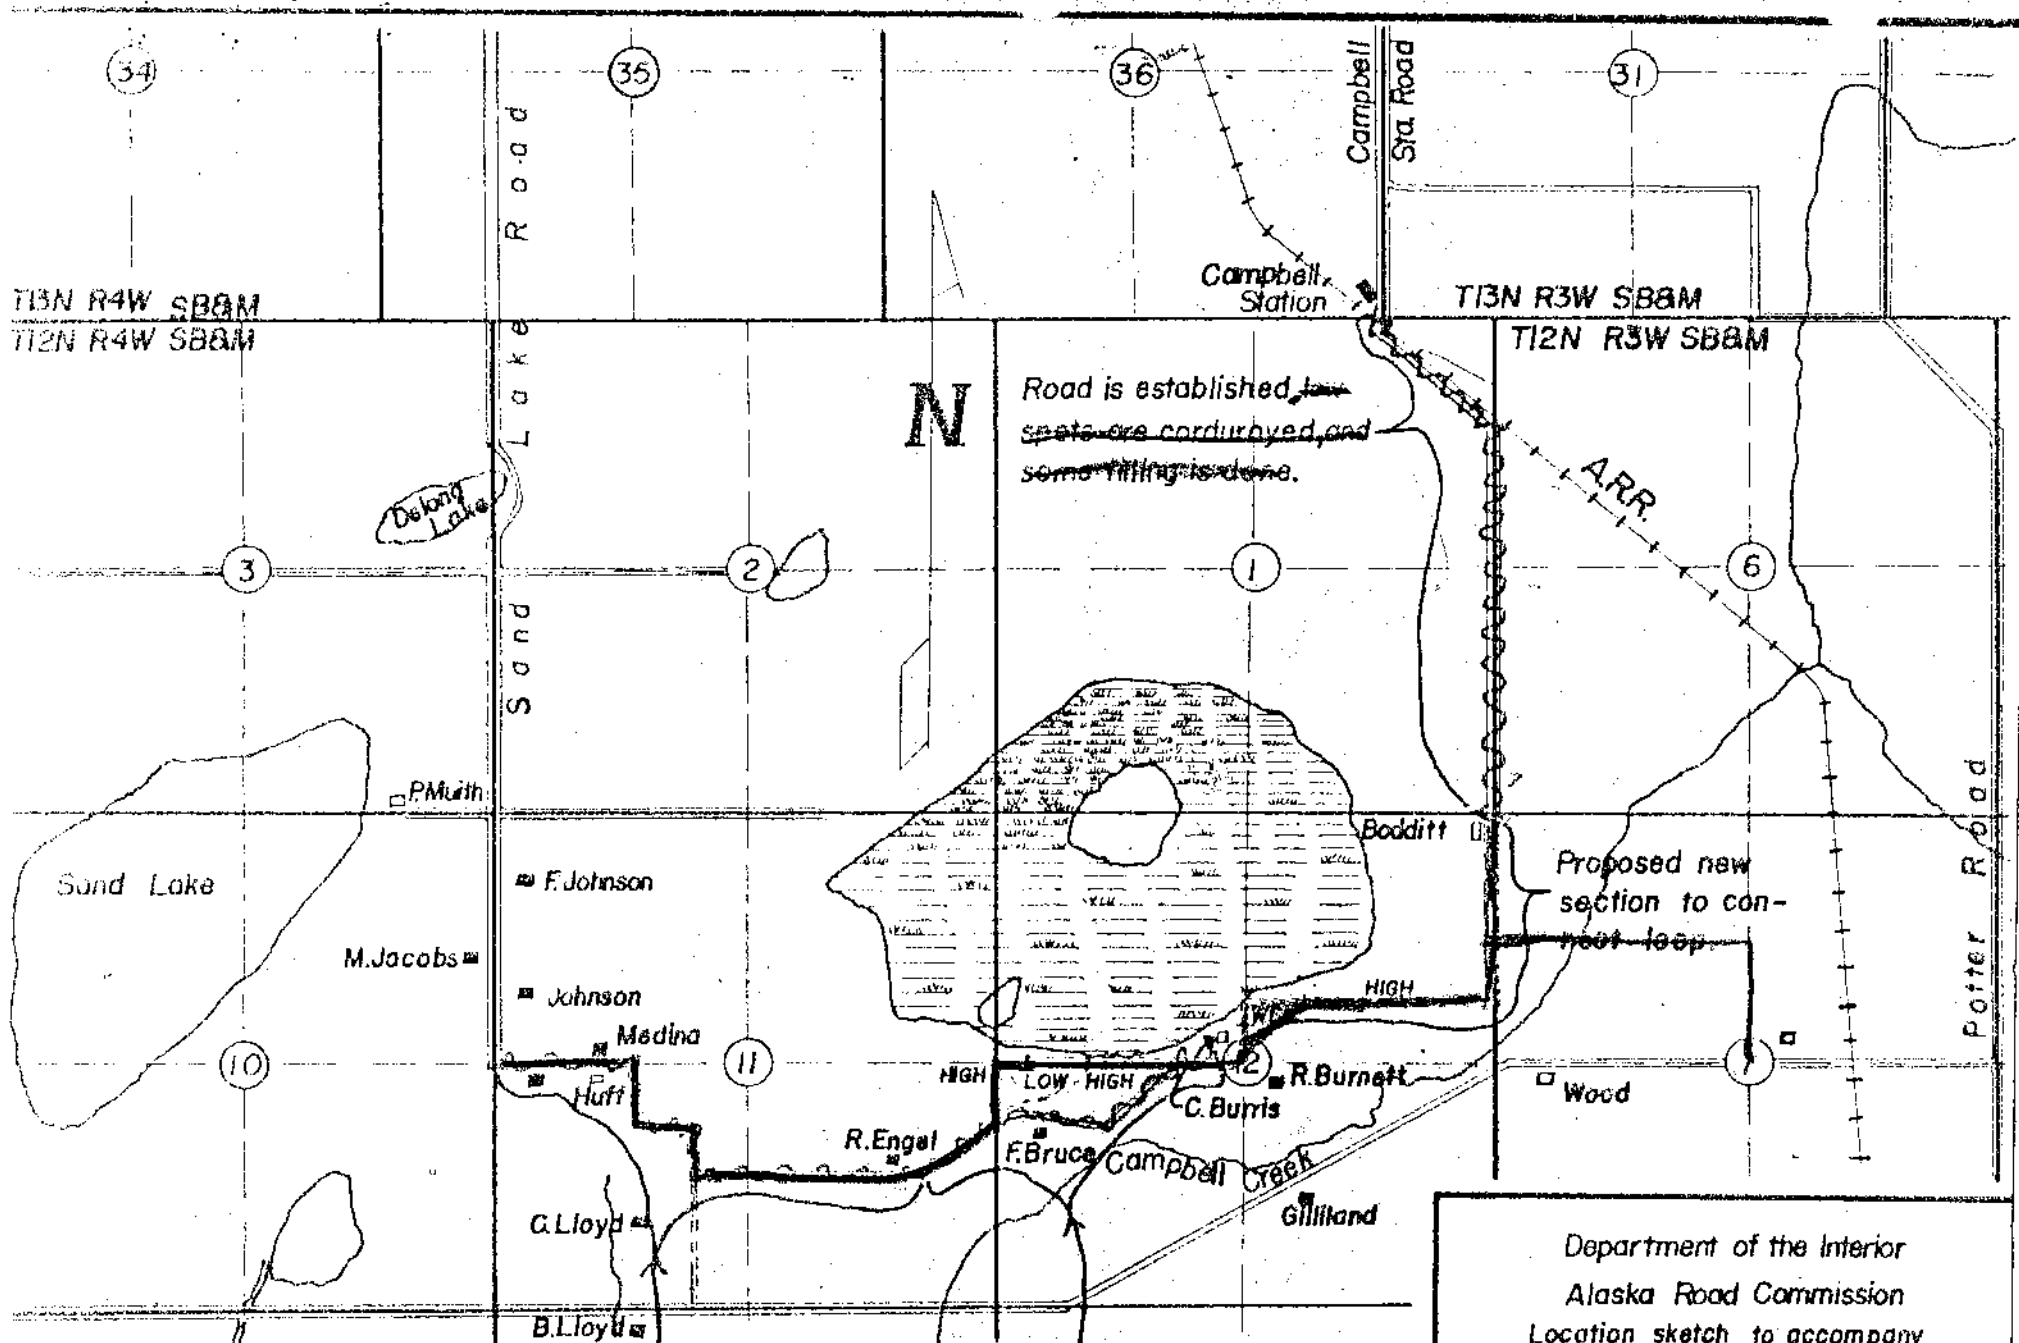 34
35
36
31
Campbell
Sta. Road
Sand Lake Road
Campbell
Station
T13N R4W SB&M
T12N R4W SB&M
T13N R3W SB&M
T12N R3W SB&M
N
Road is established, low
spots are corduroyed, and
some filling is done.
A.R.R.
Delong
Lake
3
2
1
6
P.Muith
Bodditt
Sand Lake
F.Johnson
Proposed new
section to con-
nect loop
Potter Road
M.Jacobs
Johnson
HIGH
Medina
10
11
12
HIGH
LOW-HIGH
R.Burnett
Huff
C.Burris
Wood
R.Engel
F.Bruce
Campbell Creek
G.Lloyd
Gilliland
B.Lloyd
Department of the Interior
Alaska Road Commission
Location sketch to accompany